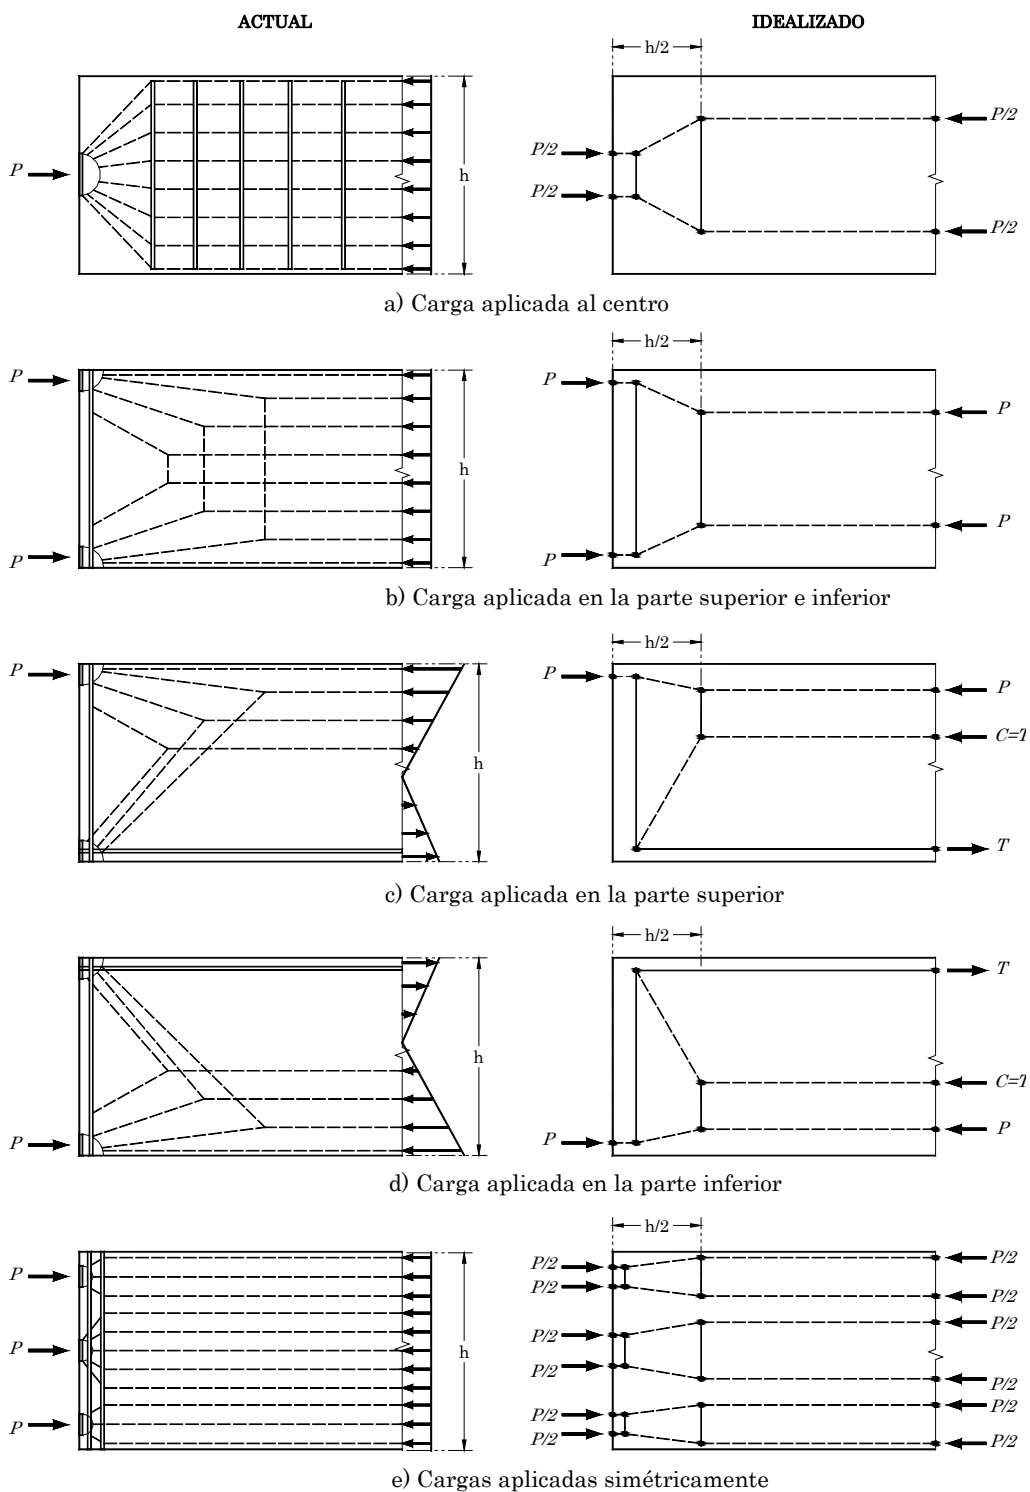 ACTUAL IDEALIZADO
h/2
P h P/2 P/2
P/2 P/2
a) Carga aplicada al centro
h/2
P P P
h
P P P
b) Carga aplicada en la parte superior e inferior
h/2
P P P
C=T
h
T
c) Carga aplicada en la parte superior
h/2
T
h
C=T
P P P
d) Carga aplicada en la parte inferior
h/2
P P/2 P/2
P/2 P/2
P/2 P/2
P h
P/2 P/2
P/2 P/2
P P/2 P/2
e) Cargas aplicadas simétricamente